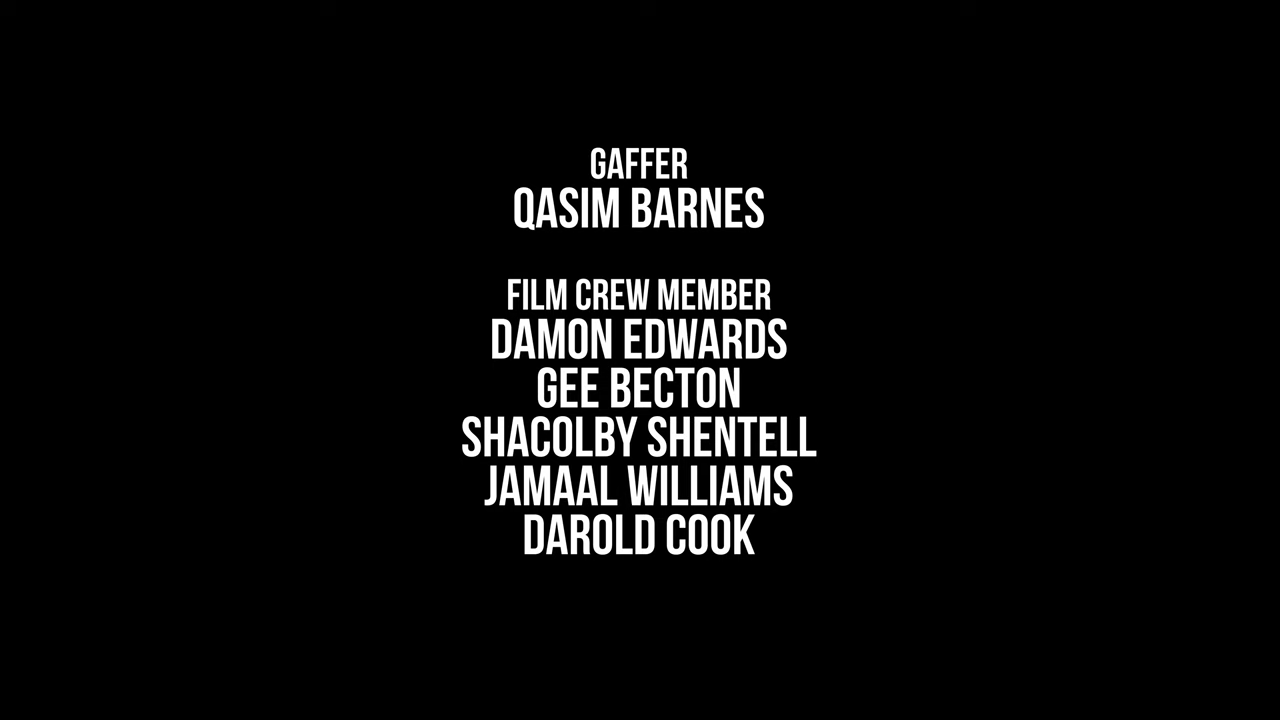 GAFFER
QASIM BARNES
FILM CREW MEMBER
DAMON EDWARDS
GEE BECTON
SHACOLBY SHENTELL
JAMAAL WILLIAMS
DAROLD COOK